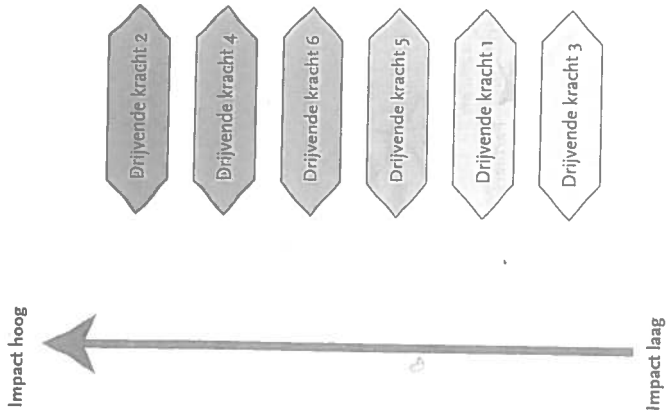 Impact hoog
Drijvende kracht 2
Drijvende kracht 4
Drijvende kracht 6
Drijvende kracht 5
Drijvende kracht 1
Drijvende kracht 3
Impact laag